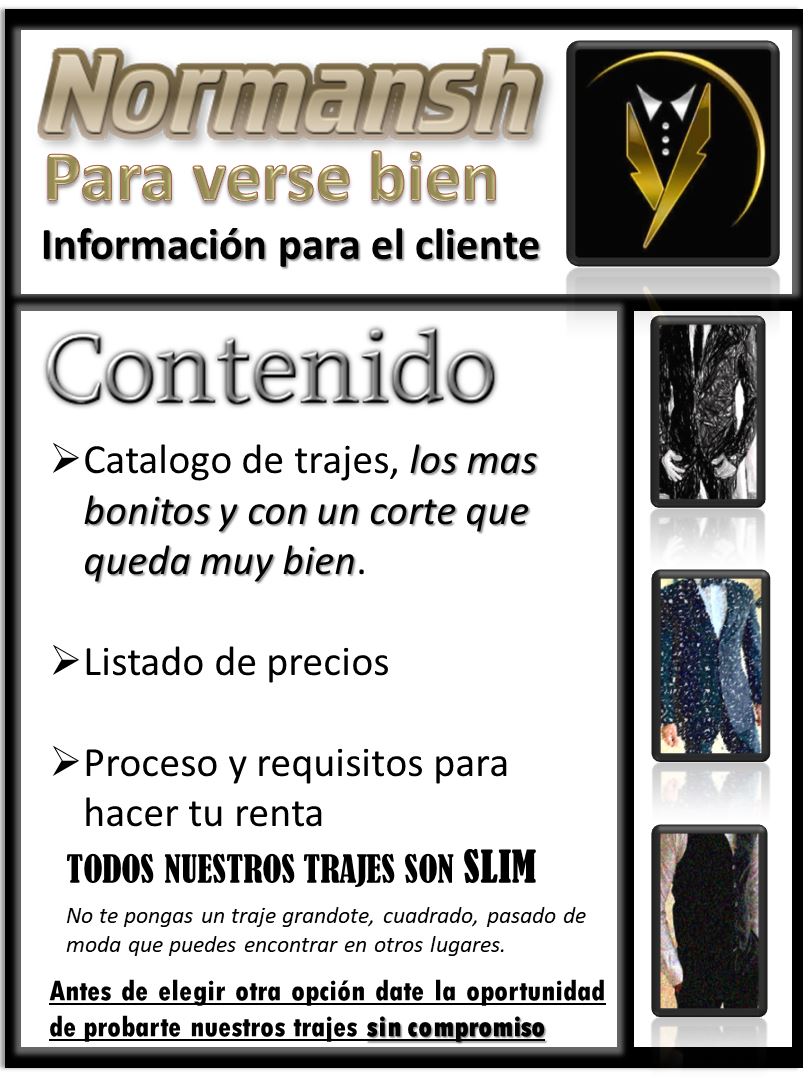 Normansh
Para verse bien
Información para el cliente
Contenido
➢Catalogo de trajes, los mas
bonitos y con un corte que
queda muy bien.
➢Listado de precios
➢Proceso y requisitos para
hacer tu renta
TODOS NUESTROS TRAJES SON SLIM
No te pongas un traje grandote, cuadrado, pasado de
moda que puedes encontrar en otros lugares.
Antes de elegir otra opción date la oportunidad
de probarte nuestros trajes sin compromiso